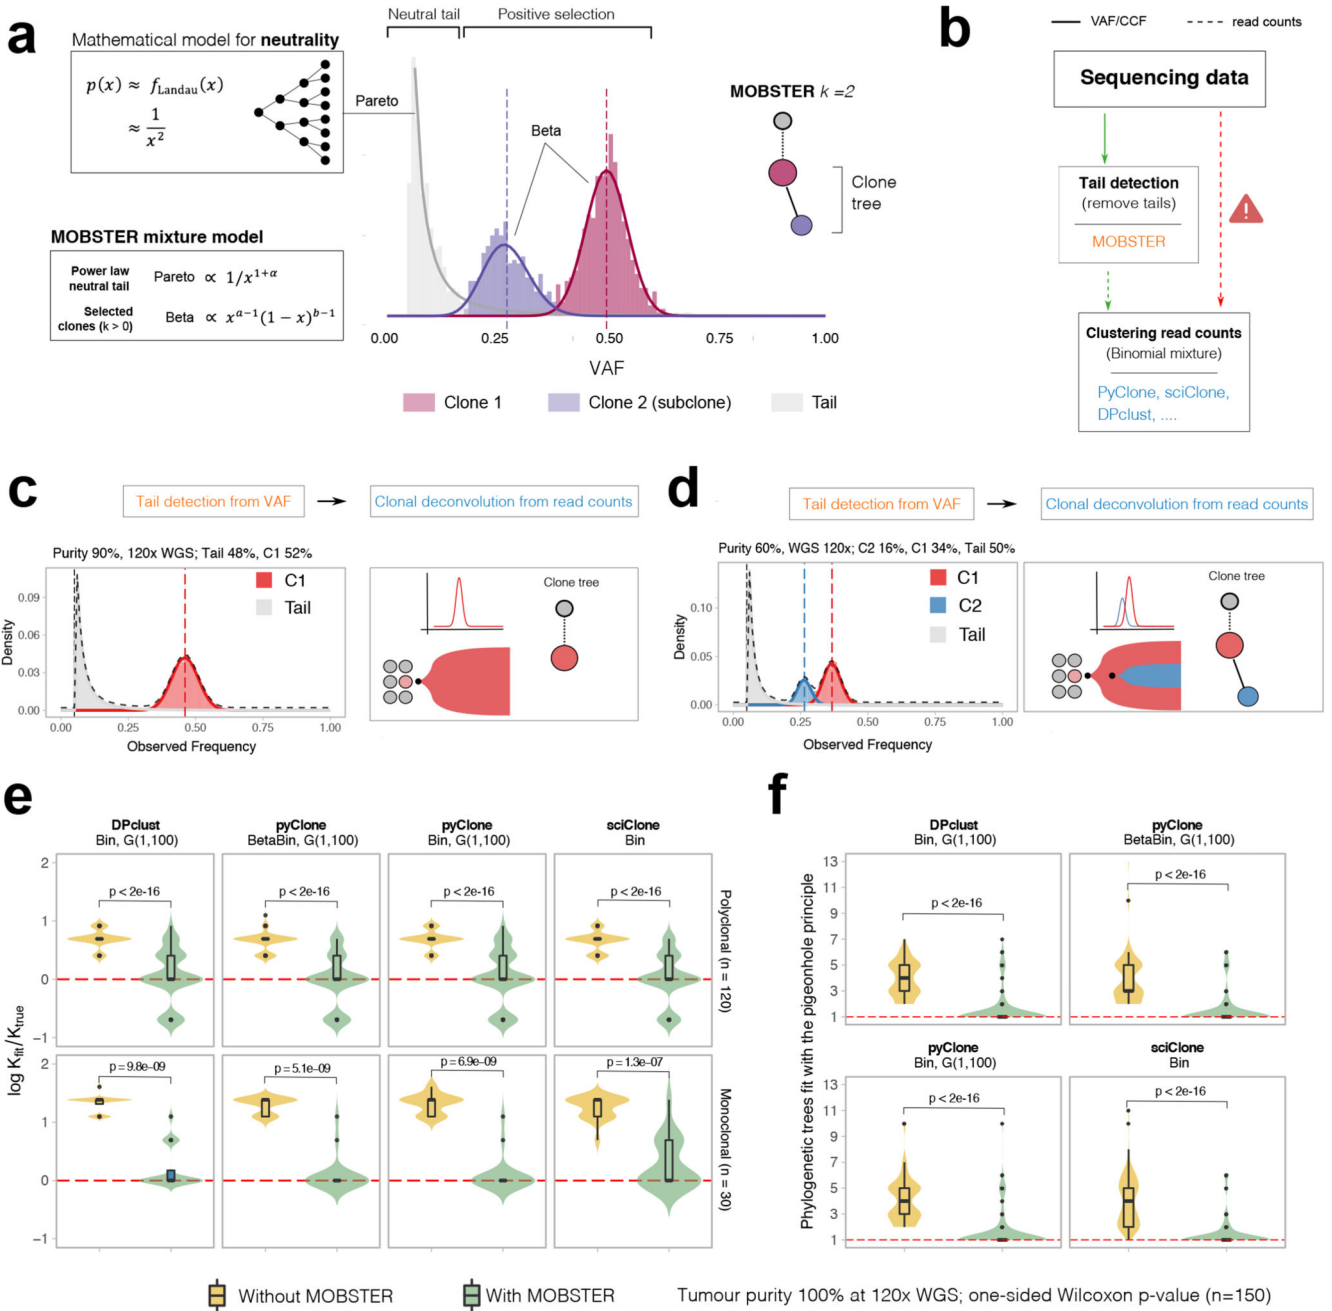 a
Neutral tail
Positive selection
Mathematical model for neutrality
p(x) ≈ f_Landau(x)
≈ 1/x²
Pareto
Beta
MOBSTER k =2
Clone
tree
MOBSTER mixture model
Power law
neutral tail
Pareto ∝ 1/x^{1+α}
Selected
clones (k > 0)
Beta ∝ x^{a−1}(1 − x)^{b−1}
0.00
0.25
0.50
0.75
1.00
VAF
Clone 1
Clone 2 (subclone)
Tail
b
VAF/CCF
read counts
Sequencing data
Tail detection
(remove tails)
MOBSTER
!
Clustering read counts
(Binomial mixture)
PyClone, sciClone,
DPclust, ....
c
Tail detection from VAF
Clonal deconvolution from read counts
Purity 90%, 120x WGS; Tail 48%, C1 52%
C1
Tail
0.09
0.06
0.03
0.00
Density
0.00
0.25
0.50
0.75
1.00
Observed Frequency
Clone tree
d
Tail detection from VAF
Clonal deconvolution from read counts
Purity 60%, WGS 120x; C2 16%, C1 34%, Tail 50%
C1
C2
Tail
0.10
0.05
0.00
Density
0.00
0.25
0.50
0.75
1.00
Observed Frequency
Clone tree
e
DPclust
Bin, G(1,100)
pyClone
BetaBin, G(1,100)
pyClone
Bin, G(1,100)
sciClone
Bin
2
1
0
−1
p < 2e-16
p < 2e-16
p < 2e-16
p < 2e-16
Polyclonal (n = 120)
log K_fit/K_true
2
1
0
−1
p = 9.8e−09
p = 5.1e−09
p = 6.9e−09
p = 1.3e−07
Monoclonal (n = 30)
f
Phylogenetic trees fit with the pigeonhole principle
DPclust
Bin, G(1,100)
pyClone
BetaBin, G(1,100)
13
11
9
7
5
3
1
p < 2e-16
p < 2e-16
pyClone
Bin, G(1,100)
sciClone
Bin
13
11
9
7
5
3
1
p < 2e-16
p < 2e-16
Without MOBSTER
With MOBSTER
Tumour purity 100% at 120x WGS; one-sided Wilcoxon p-value (n=150)